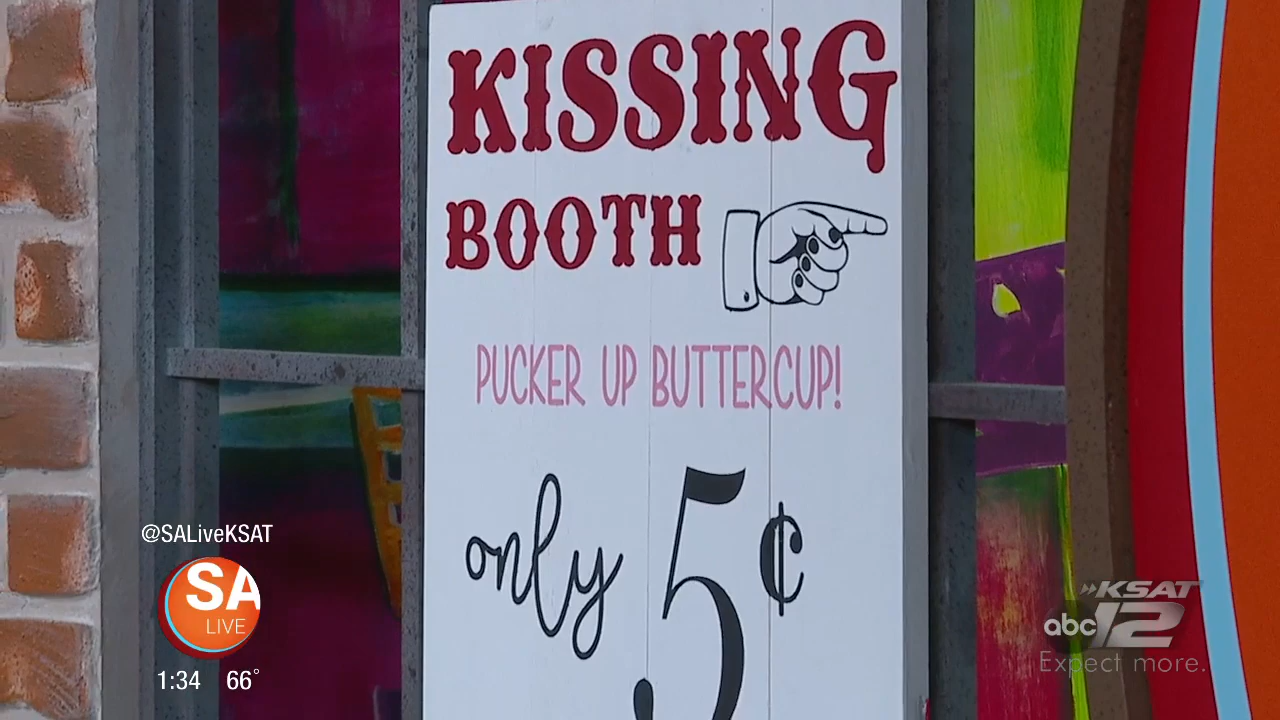 KISSING
BOOTH
PUCKER UP BUTTERCUP!
only 5¢
@SALiveKSAT
SA
LIVE
1:34 66°
KSAT
abc 12
Expect more.